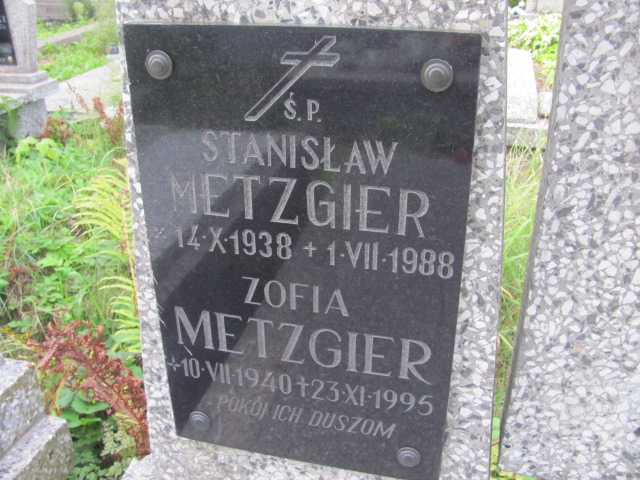 Ś.P.
STANISŁAW
METZGIER
* 14·X·1938 + 1·VII·1988
ZOFIA
METZGIER
* 10·VII·1940 + 23·XI·1995
POKÓJ ICH DUSZOM